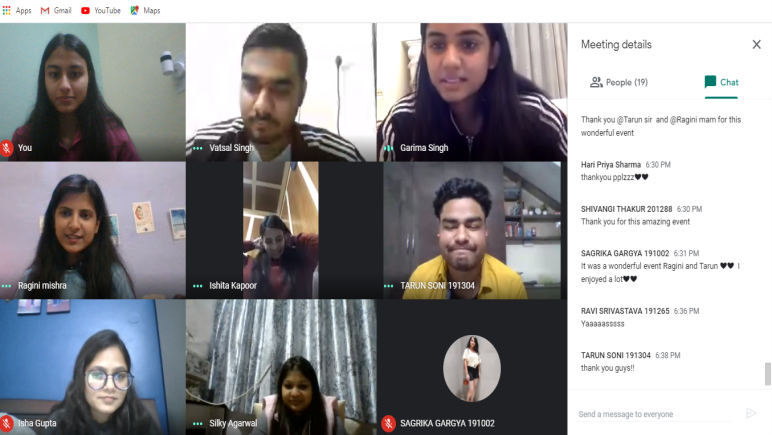 Apps Gmail YouTube Maps
Meeting details
People (19) Chat
Thank you @Tarun sir and @Ragini mam for this
wonderful event
Hari Priya Sharma 6:30 PM
thankyou pplzzz♥♥
SHIVANGI THAKUR 201288 6:30 PM
Thank you for this amazing event
SAGRIKA GARGYA 191002 6:31 PM
It was a wonderful event Ragini and Tarun ♥♥ I
enjoyed a lot♥♥
RAVI SRIVASTAVA 191265 6:36 PM
Yaaaaasssss
TARUN SONI 191304 6:38 PM
thank you guys!!
Send a message to everyone
You
Vatsal Singh
Garima Singh
Ragini mishra
Ishita Kapoor
TARUN SONI 191304
Isha Gupta
Silky Agarwal
SAGRIKA GARGYA 191002